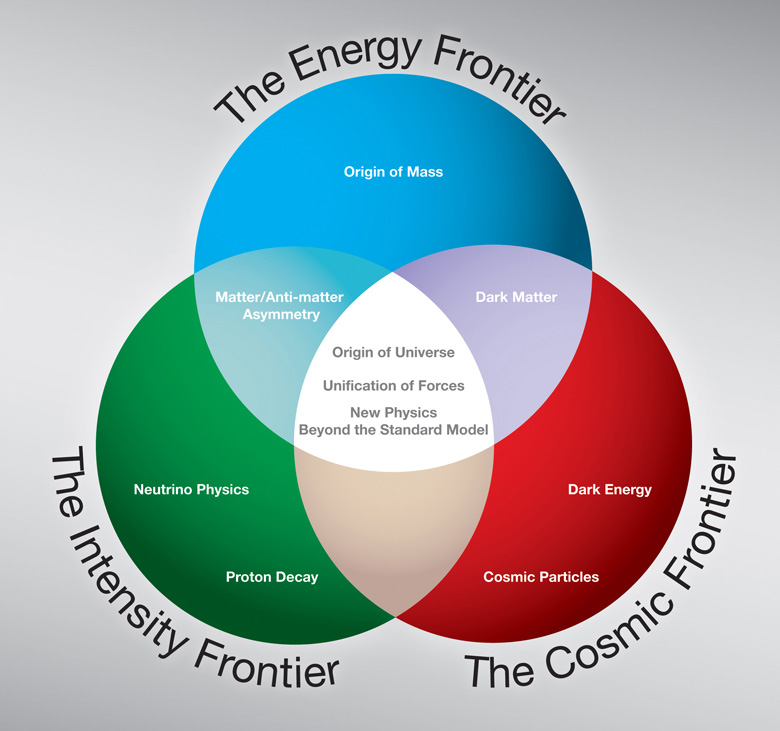 The Energy Frontier
Origin of Mass
Matter/Anti-matter
Asymmetry
Dark Matter
Origin of Universe
Unification of Forces
New Physics
Beyond the Standard Model
Neutrino Physics
Dark Energy
Proton Decay
Cosmic Particles
The Intensity Frontier
The Cosmic Frontier